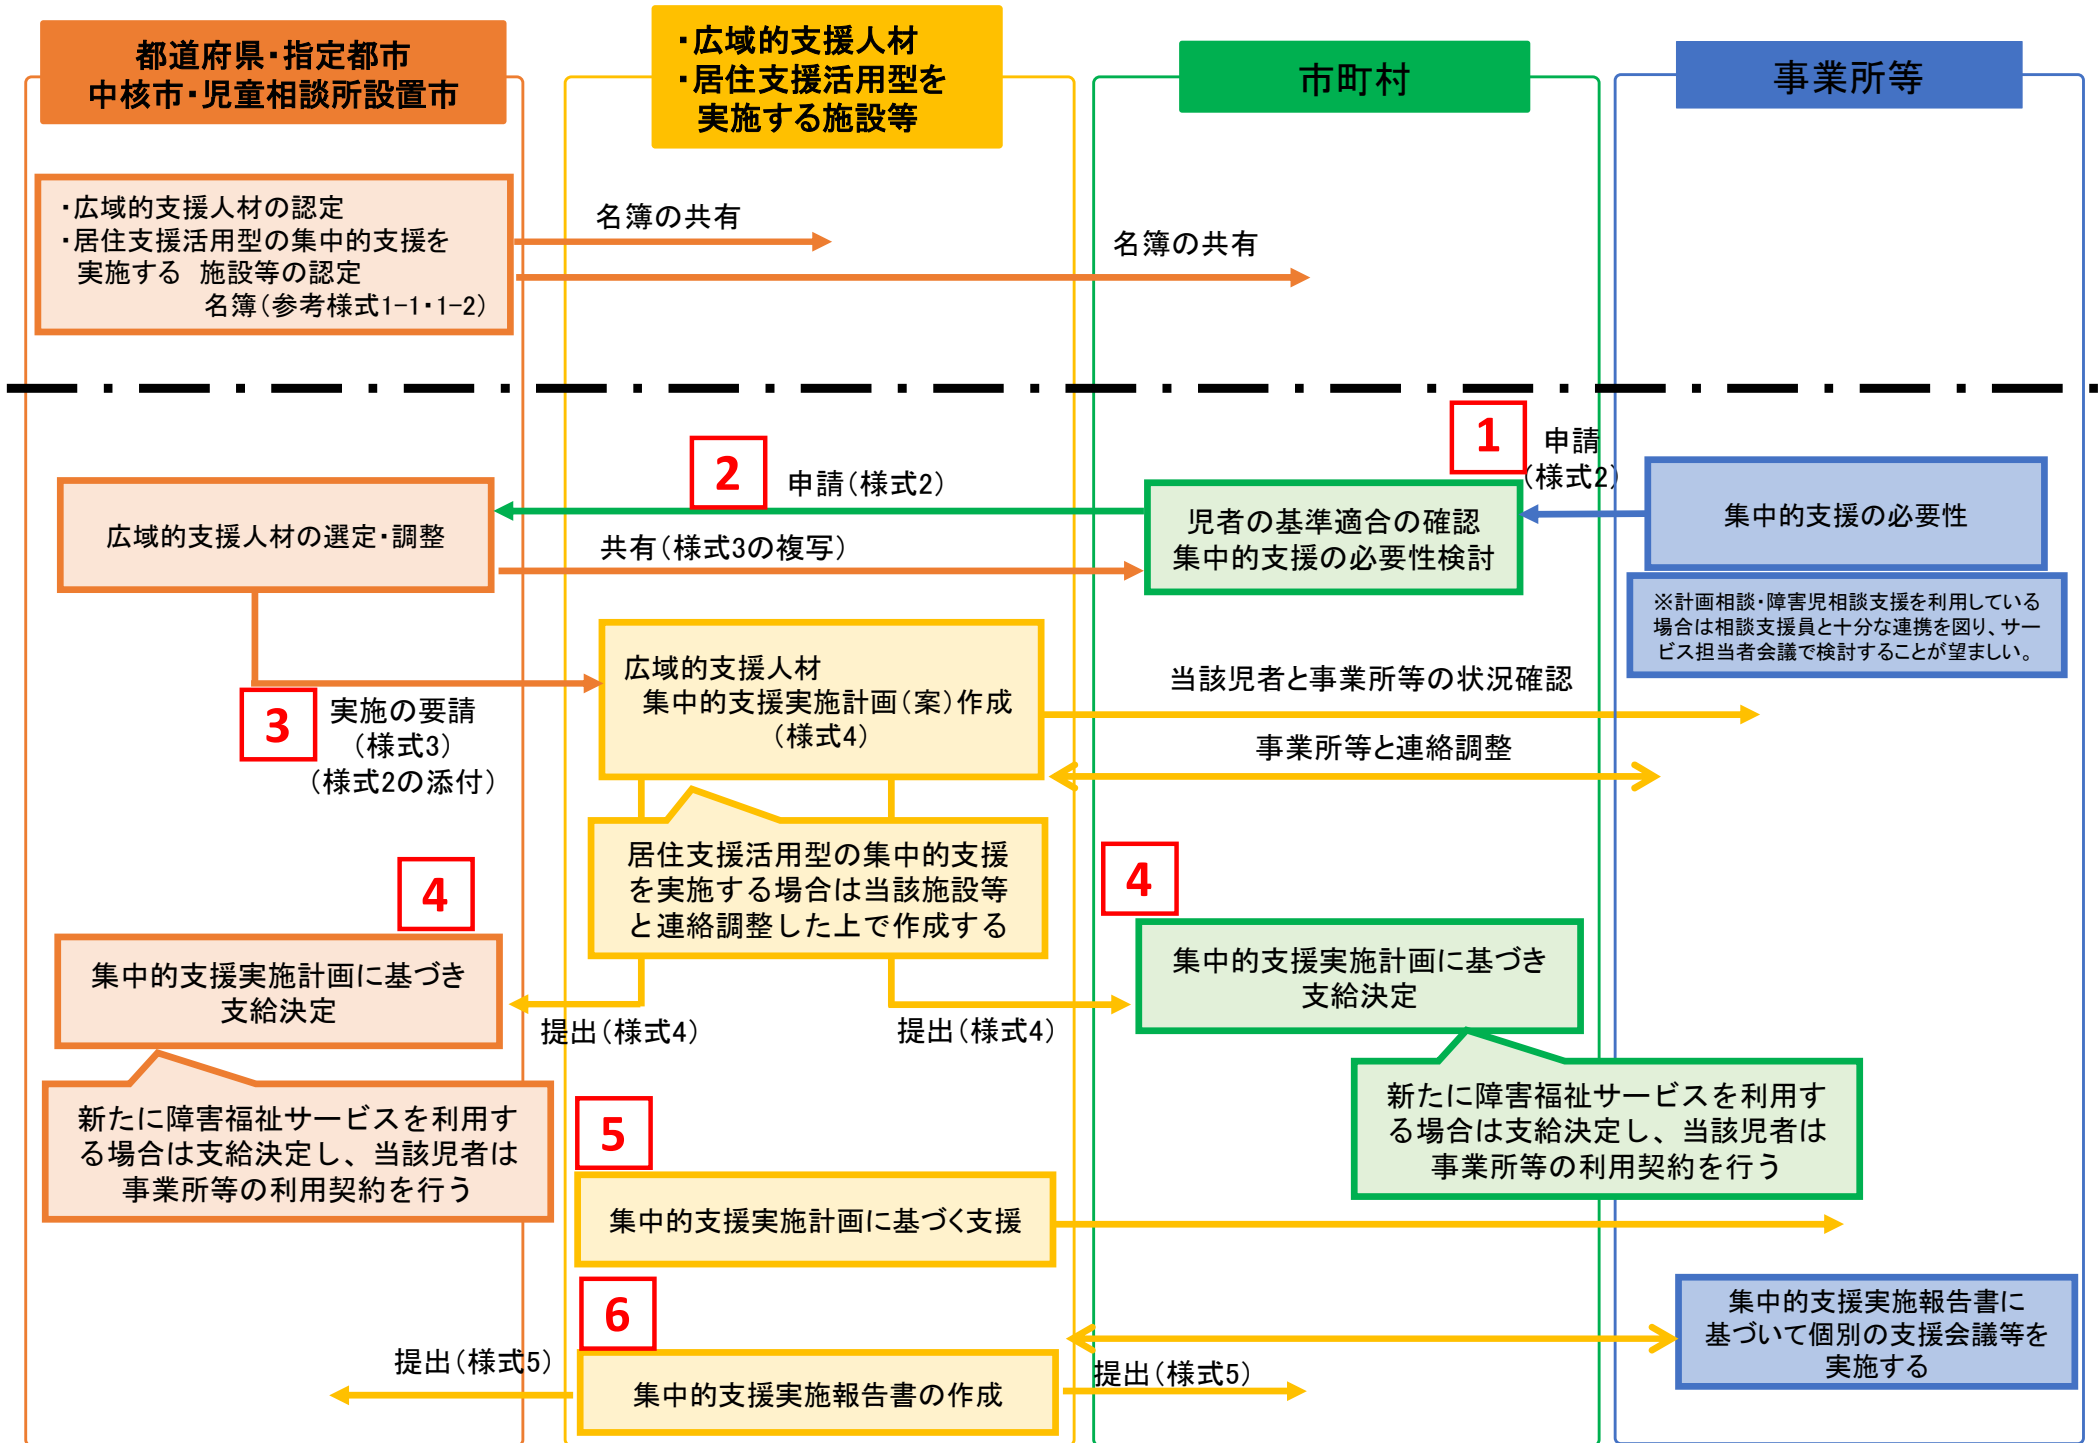 都道府県・指定都市
中核市・児童相談所設置市
・広域的支援人材
・居住支援活用型を
実施する施設等
市町村
事業所等
・広域的支援人材の認定
・居住支援活用型の集中的支援を
実施する 施設等の認定
名簿（参考様式1-1・1-2）
名簿の共有
名簿の共有
1
申請
（様式2）
集中的支援の必要性
※計画相談・障害児相談支援を利用している
場合は相談支援員と十分な連携を図り、サー
ビス担当者会議で検討することが望ましい。
児者の基準適合の確認
集中的支援の必要性検討
2
申請（様式2）
共有（様式3の複写）
広域的支援人材の選定・調整
3
実施の要請
（様式3）
（様式2の添付）
広域的支援人材
集中的支援実施計画（案）作成
（様式4）
当該児者と事業所等の状況確認
事業所等と連絡調整
居住支援活用型の集中的支援
を実施する場合は当該施設等
と連絡調整した上で作成する
4
集中的支援実施計画に基づき
支給決定
提出（様式4）
提出（様式4）
4
集中的支援実施計画に基づき
支給決定
新たに障害福祉サービスを利用す
る場合は支給決定し、当該児者は
事業所等の利用契約を行う
新たに障害福祉サービスを利用す
る場合は支給決定し、当該児者は
事業所等の利用契約を行う
5
集中的支援実施計画に基づく支援
6
集中的支援実施報告書の作成
提出（様式5）
提出（様式5）
集中的支援実施報告書に
基づいて個別の支援会議等を
実施する